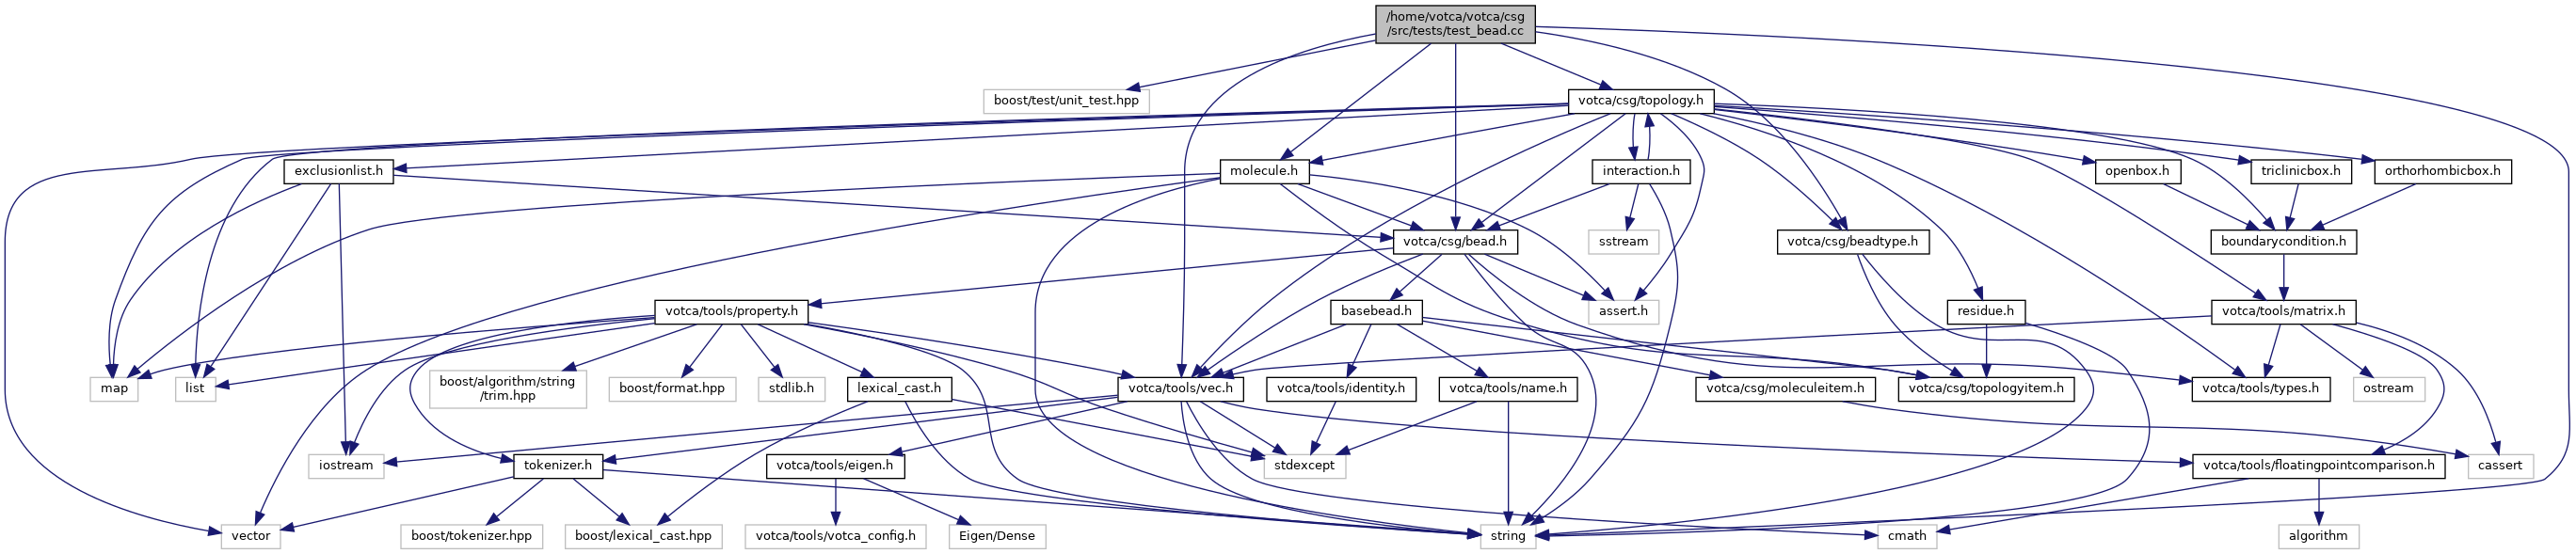 /home/votca/votca/csg
/src/tests/test_bead.cc
boost/test/unit_test.hpp
votca/csg/topology.h
exclusionlist.h
molecule.h
interaction.h
openbox.h
triclinicbox.h
orthorhombicbox.h
votca/csg/bead.h
sstream
votca/csg/beadtype.h
boundarycondition.h
votca/tools/property.h
basebead.h
assert.h
residue.h
votca/tools/matrix.h
map
list
boost/algorithm/string
/trim.hpp
boost/format.hpp
stdlib.h
lexical_cast.h
votca/tools/vec.h
votca/tools/identity.h
votca/tools/name.h
votca/csg/moleculeitem.h
votca/csg/topologyitem.h
votca/tools/types.h
ostream
iostream
tokenizer.h
votca/tools/eigen.h
stdexcept
votca/tools/floatingpointcomparison.h
cassert
vector
boost/tokenizer.hpp
boost/lexical_cast.hpp
votca/tools/votca_config.h
Eigen/Dense
string
cmath
algorithm